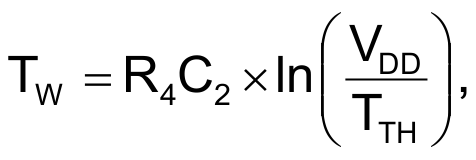 T_W = R_4C_2 × ln(V_DD / T_TH),